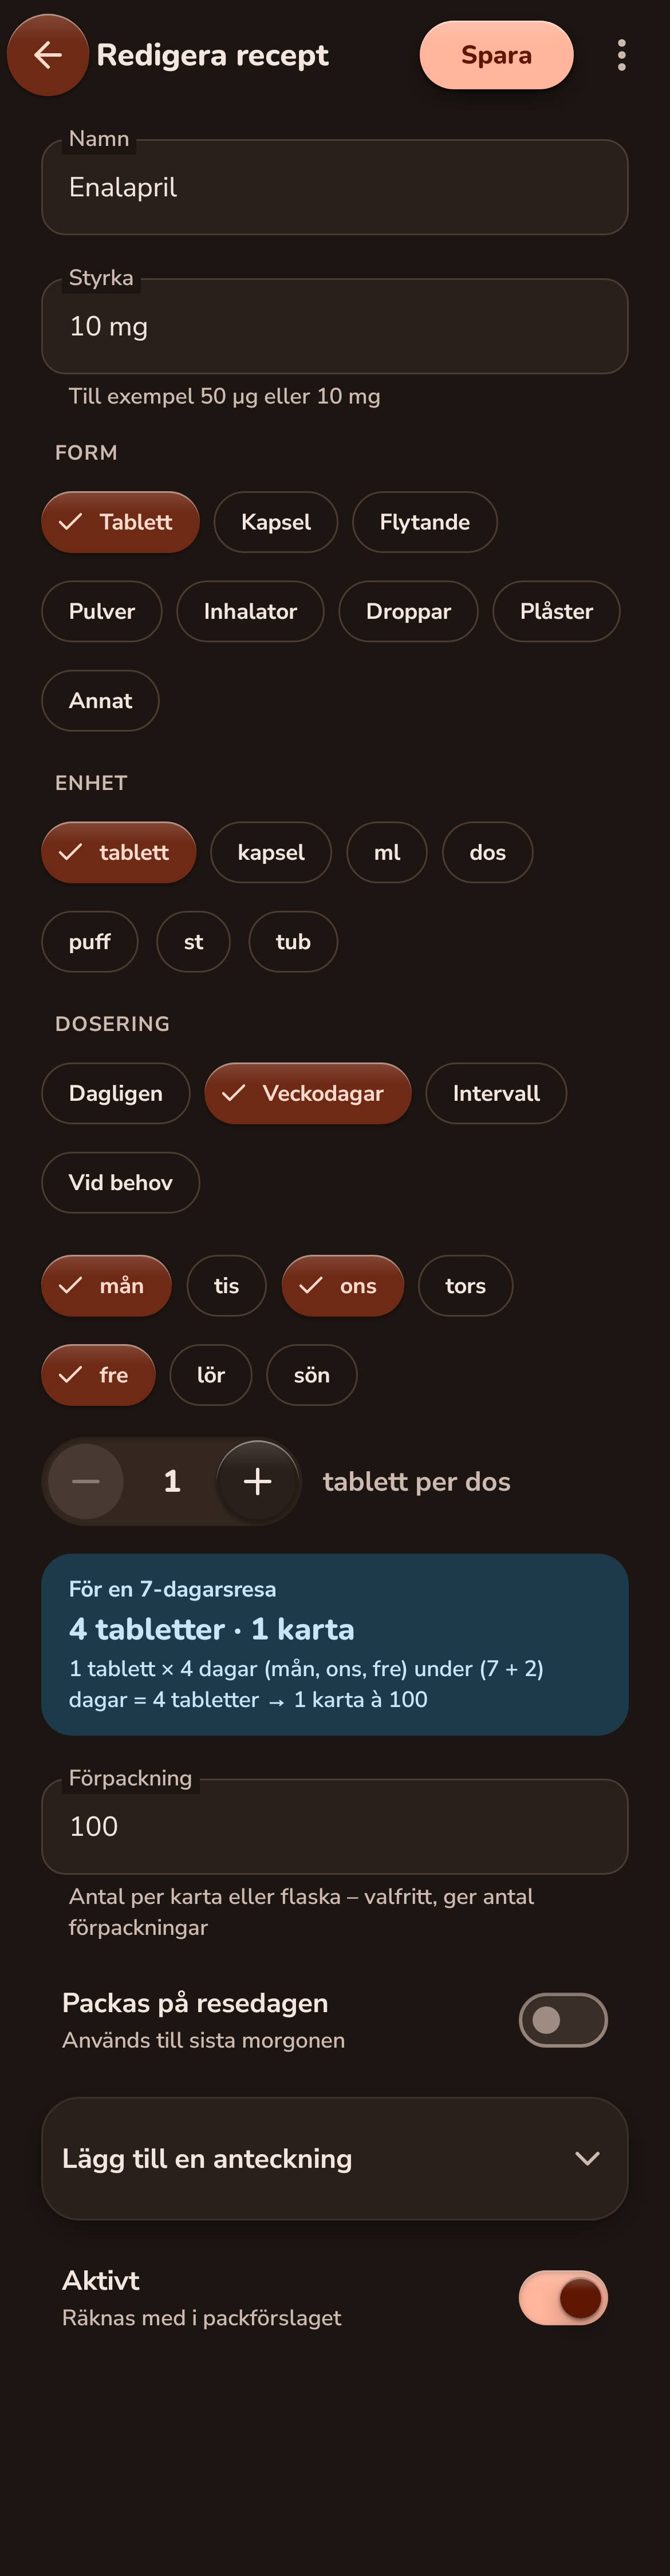 Redigera recept
Spara
Namn
Enalapril
Styrka
10 mg
Till exempel 50 µg eller 10 mg
FORM
Tablett Kapsel Flytande
Pulver Inhalator Droppar Plåster
Annat
ENHET
tablett kapsel ml dos
puff st tub
DOSERING
Dagligen Veckodagar Intervall
Vid behov
mån tis ons tors
fre lör sön
1 tablett per dos
För en 7-dagarsresa
4 tabletter · 1 karta
1 tablett × 4 dagar (mån, ons, fre) under (7 + 2)
dagar = 4 tabletter → 1 karta à 100
Förpackning
100
Antal per karta eller flaska – valfritt, ger antal
förpackningar
Packas på resedagen
Används till sista morgonen
Lägg till en anteckning
Aktivt
Räknas med i packförslaget